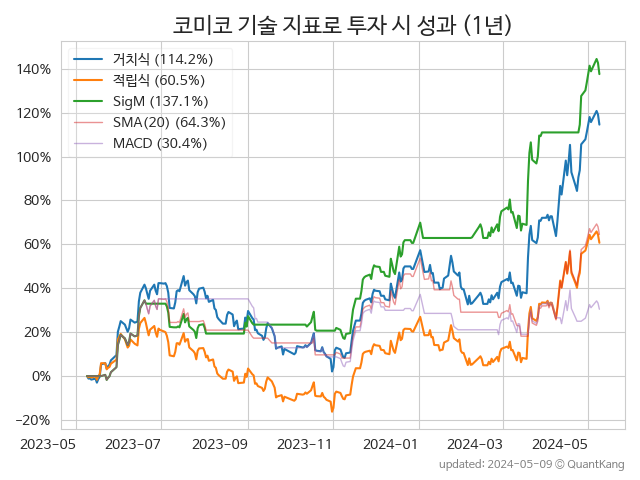 코미코 기술 지표로 투자 시 성과 (1년)
거치식 (114.2%)
적립식 (60.5%)
SigM (137.1%)
SMA(20) (64.3%)
MACD (30.4%)
140%
120%
100%
80%
60%
40%
20%
0%
−20%
2023-05 2023-07 2023-09 2023-11 2024-01 2024-03 2024-05
updated: 2024-05-09 © QuantKang